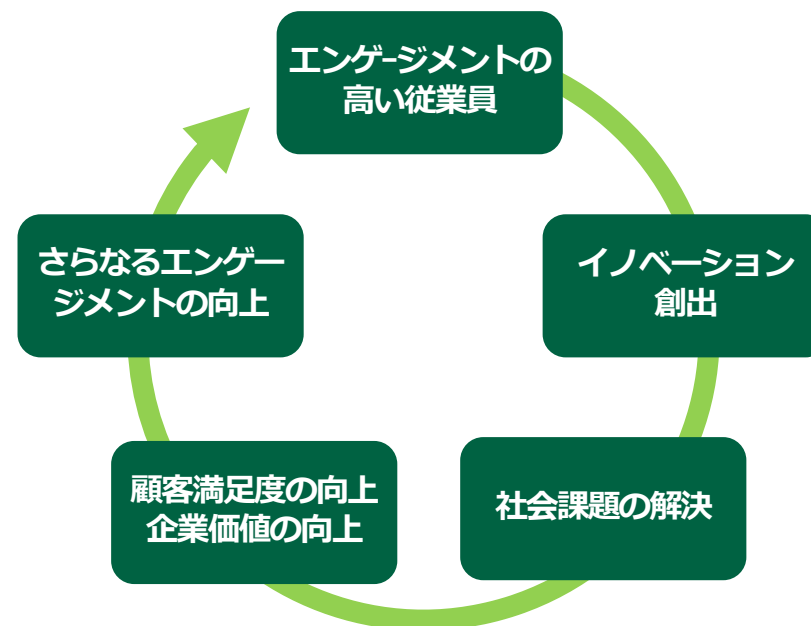 エンゲ-ジメントの
高い従業員
イノベーション
創出
社会課題の解決
顧客満足度の向上
企業価値の向上
さらなるエンゲー
ジメントの向上